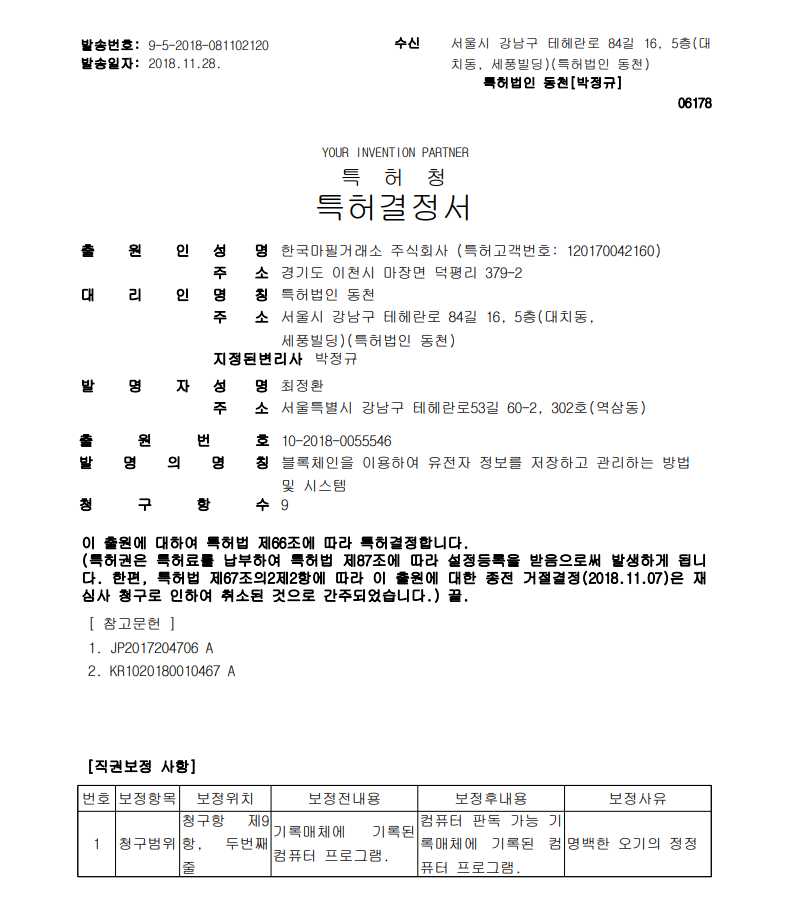 발송번호: 9-5-2018-081102120
발송일자: 2018.11.28.
수신 서울시 강남구 테헤란로 84길 16, 5층(대
치동, 세풍빌딩)(특허법인 동천)
특허법인 동천[박정규]
06178
YOUR INVENTION PARTNER
특 허 청
특허결정서
출 원 인 성 명 한국마필거래소 주식회사 (특허고객번호: 120170042160)
주 소 경기도 이천시 마장면 덕평리 379-2
대 리 인 명 칭 특허법인 동천
주 소 서울시 강남구 테헤란로 84길 16, 5층(대치동,
세풍빌딩)(특허법인 동천)
지정된변리사 박정규
발 명 자 성 명 최정환
주 소 서울특별시 강남구 테헤란로53길 60-2, 302호(역삼동)
출 원 번 호 10-2018-0055546
발 명 의 명 칭 블록체인을 이용하여 유전자 정보를 저장하고 관리하는 방법
및 시스템
청 구 항 수 9
이 출원에 대하여 특허법 제66조에 따라 특허결정합니다.
(특허권은 특허료를 납부하여 특허법 제87조에 따라 설정등록을 받음으로써 발생하게 됩니
다. 한편, 특허법 제67조의2제2항에 따라 이 출원에 대한 종전 거절결정(2018.11.07)은 재
심사 청구로 인하여 취소된 것으로 간주되었습니다.) 끝.
[ 참고문헌 ]
1. JP2017204706 A
2. KR1020180010467 A
[직권보정 사항]
번호 보정항목 보정위치 보정전내용 보정후내용 보정사유
1 청구범위 청구항 제9
항, 두번째
줄
기록매체에 기록된
컴퓨터 프로그램.
컴퓨터 판독 가능 기
록매체에 기록된 컴
퓨터 프로그램.
명백한 오기의 정정